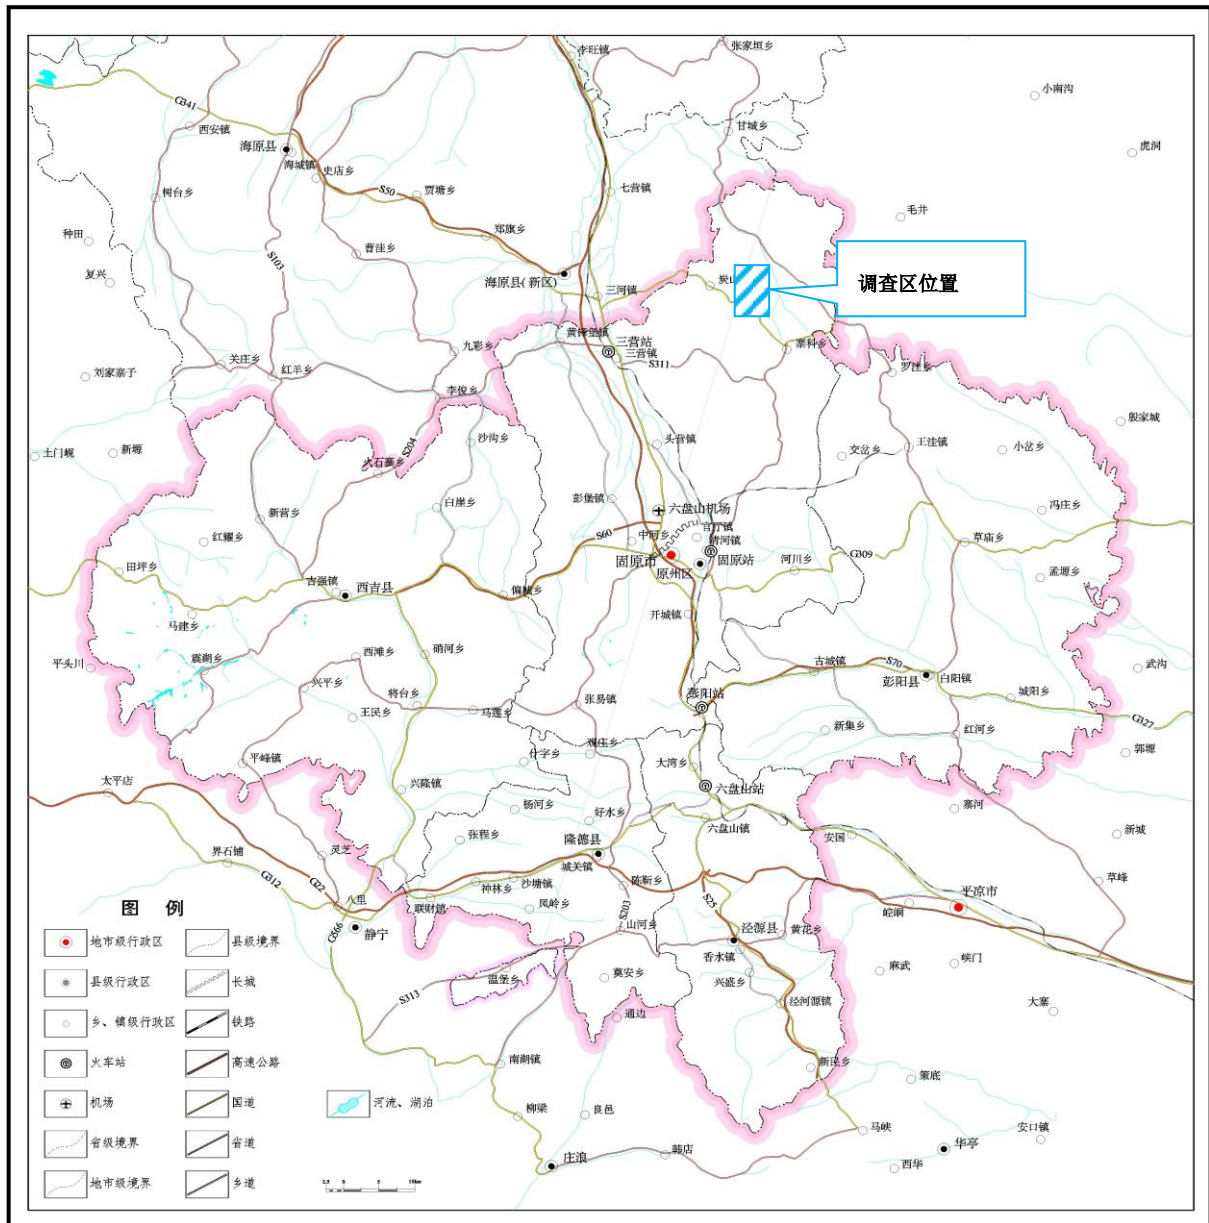 李旺镇
张家垣乡
小南沟
G341
西安镇
甘城乡
海原县
海城镇
虎洞
史店乡
贾塘乡
S50
七营镇
树台乡
毛井
种田
郑旗乡
曹洼乡
S103
复兴
海原县(新区)
三河镇
炭山
调查区位置
黄铎堡镇
三营站
三营镇
寨科乡
九彩乡
S311
关庄乡
红羊乡
罗洼乡
刘家寨子
李俊乡
殷家城
沙沟乡
头营镇
S204
交岔乡
王洼镇
小岔乡
土门岘
新塬
火石寨乡
彭堡镇
白崖乡
六盘山机场
新营乡
冯庄乡
官厅镇
S60
中河乡
清河镇
红耀乡
草庙乡
固原市
固原站
G309
原州区
河川乡
田坪乡
孟塬乡
吉强镇
西吉县
偏城乡
马建乡
开城镇
震湖乡
西滩乡
硝河乡
古城镇
S70
平头川
彭阳县
白阳镇
武沟
兴平乡
将台乡
张易镇
彝阳站
城阳乡
王民乡
马莲乡
G327
新集乡
红河乡
观庄乡
什字乡
郭塬
平峰镇
大湾乡
太平店
兴隆镇
六盘山站
杨河乡
好水乡
寨河
六盘山镇
张程乡
安国
新城
隆德县
界石铺
灵芝
城关镇
G312
G22
神林乡
沙塘镇
陈靳乡
草峰
平凉市
八里
联财镇
凤岭乡
S203
S25
崆峒
图 例
G566
静宁
山河乡
泾源县
黄花乡
地市级行政区
县级境界
香水镇
麻武
峡门
县级行政区
长城
温堡乡
奠安乡
兴盛乡
S313
泾河源镇
大寨
乡、镇级行政区
铁路
通边
火车站
高速公路
南湖镇
新民乡
策底
机场
国道
河流、湖泊
柳梁
良邑
马峡
安口镇
省级境界
省道
华亭
韩店
庄浪
西华
地市级境界
乡道
2.5 0 5 10km